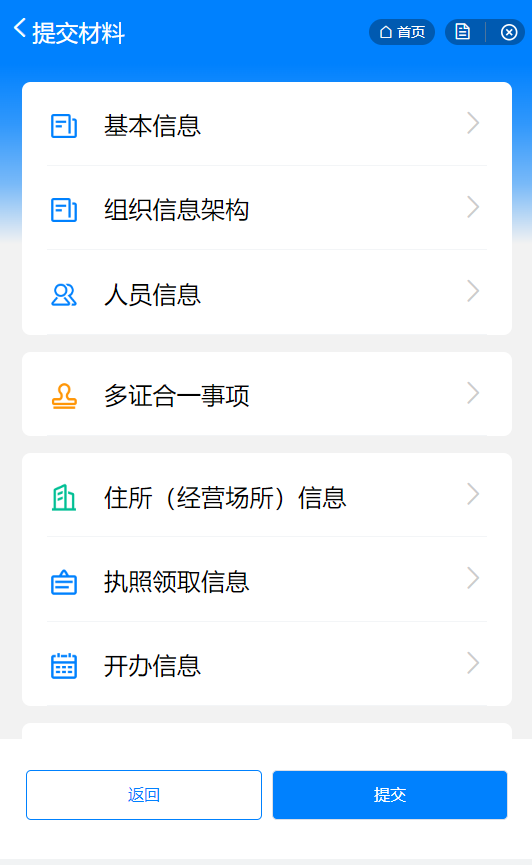 提交材料
首页
基本信息
组织信息架构
人员信息
多证合一事项
住所（经营场所）信息
执照领取信息
开办信息
返回
提交